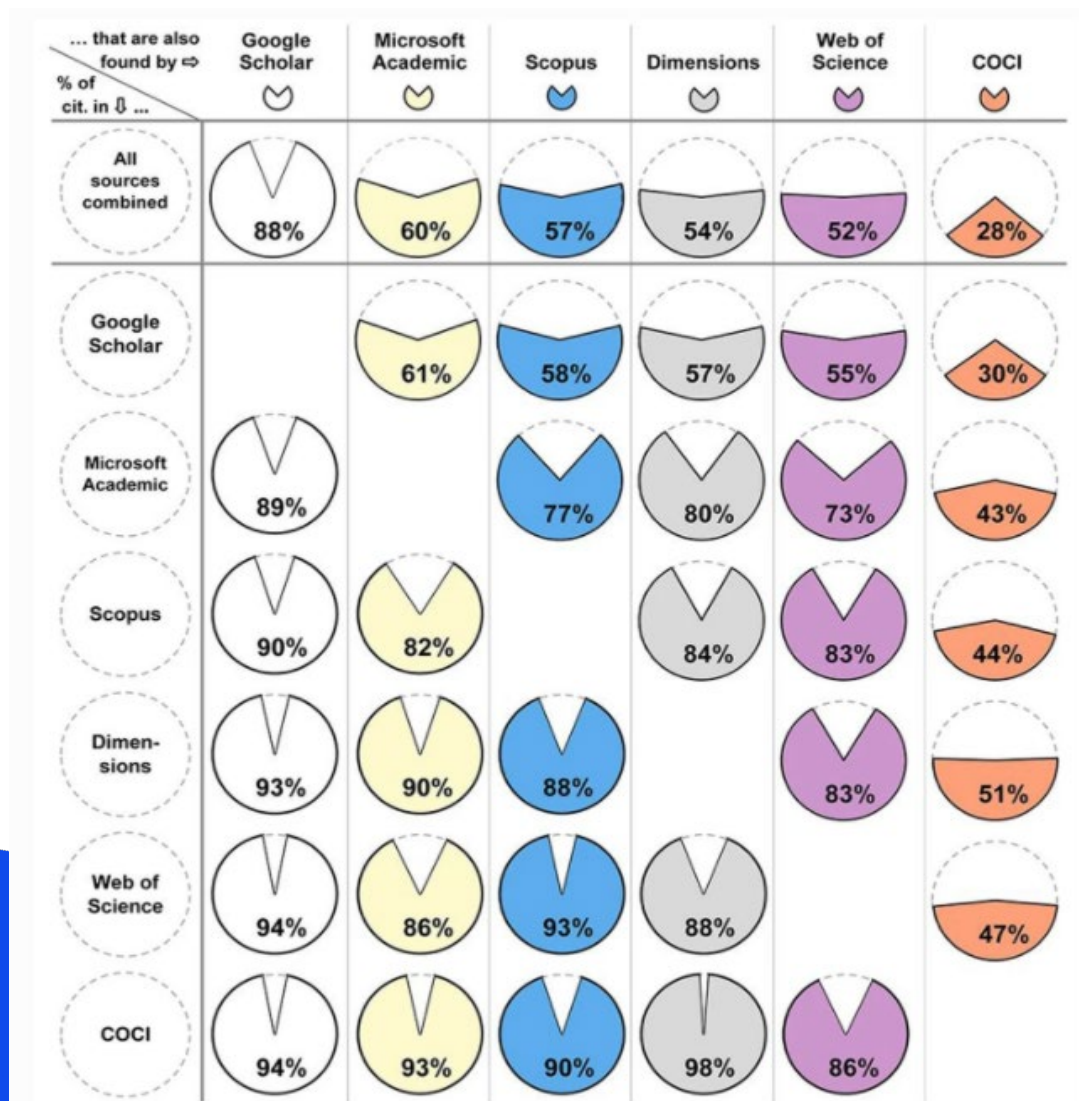 ... that are also
found by ⇨
% of
cit. in ⇩ ...
Google
Scholar
Microsoft
Academic
Scopus
Dimensions
Web of
Science
COCI
All
sources
combined
88%
60%
57%
54%
52%
28%
Google
Scholar
61%
58%
57%
55%
30%
Microsoft
Academic
89%
77%
80%
73%
43%
Scopus
90%
82%
84%
83%
44%
Dimen-
sions
93%
90%
88%
83%
51%
Web of
Science
94%
86%
93%
88%
47%
COCI
94%
93%
90%
98%
86%